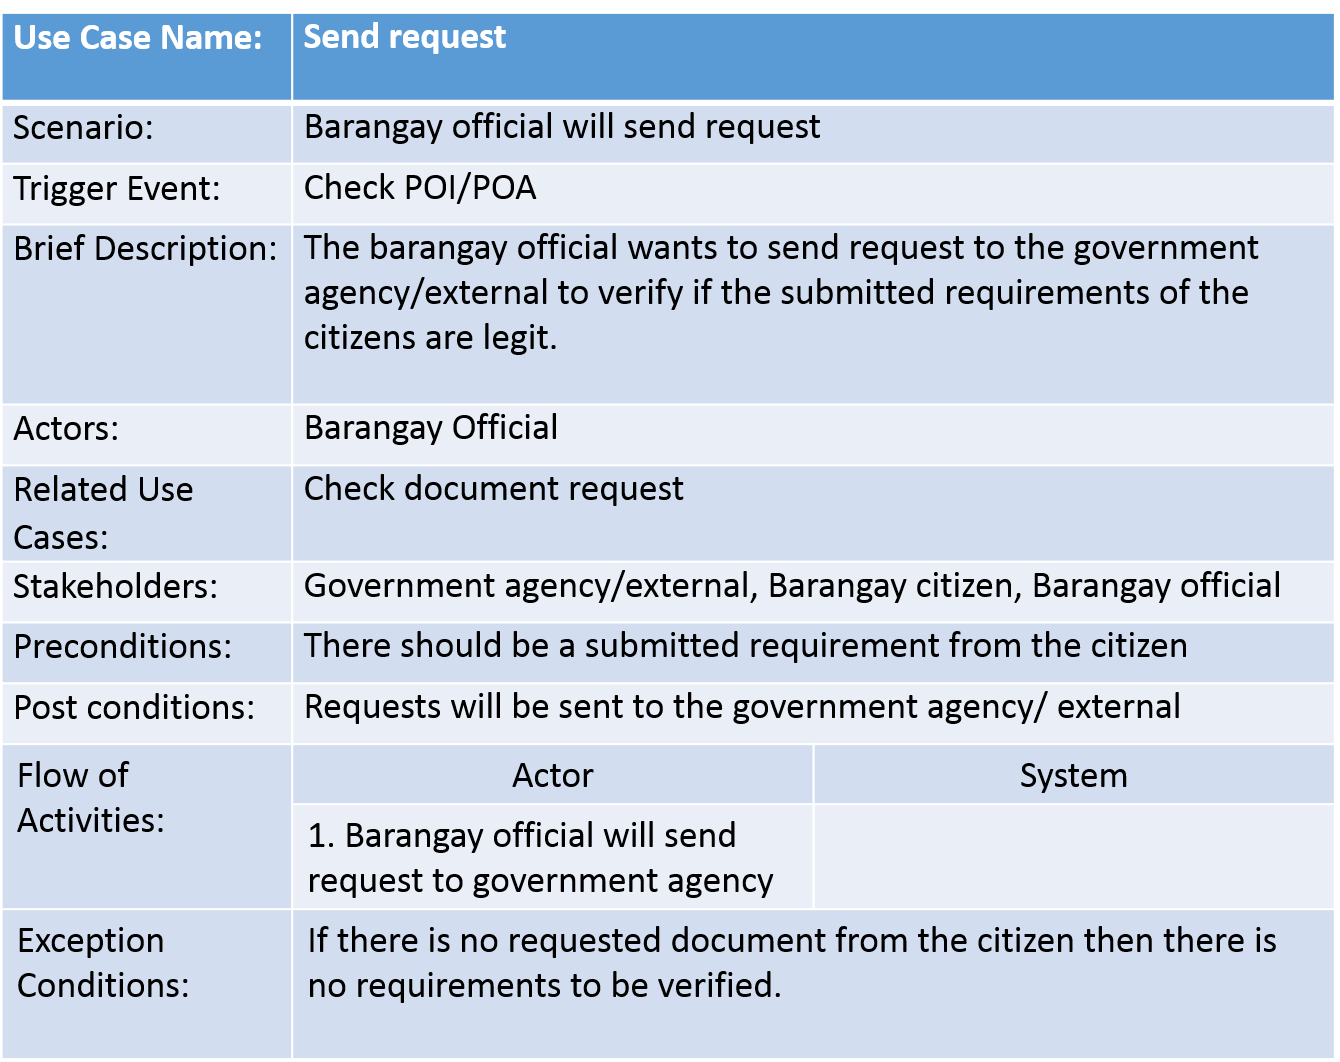 Use Case Name: Send request
Scenario: Barangay official will send request
Trigger Event: Check POI/POA
Brief Description: The barangay official wants to send request to the government
agency/external to verify if the submitted requirements of the
citizens are legit.
Actors: Barangay Official
Related Use
Cases:
Check document request
Stakeholders: Government agency/external, Barangay citizen, Barangay official
Preconditions: There should be a submitted requirement from the citizen
Post conditions: Requests will be sent to the government agency/ external
Flow of
Activities:
Actor System
1. Barangay official will send
request to government agency
Exception
Conditions:
If there is no requested document from the citizen then there is
no requirements to be verified.